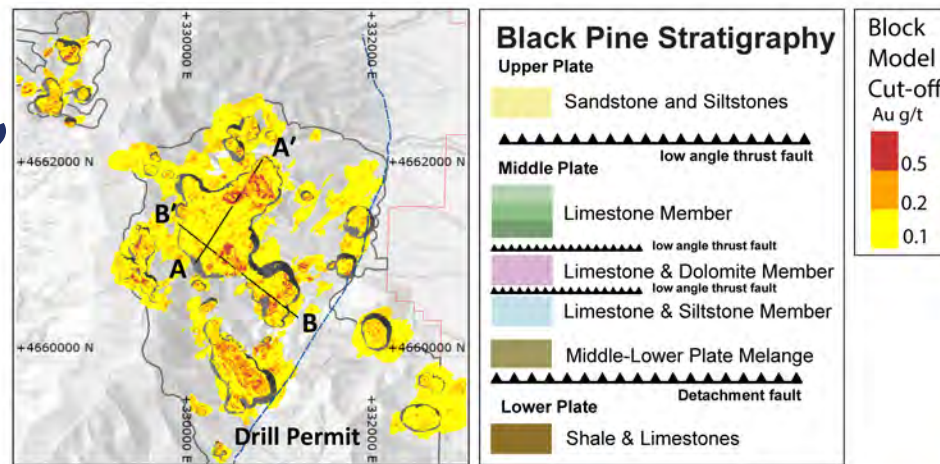 +330000 E
+332000 E
+4662000 N
+4662000 N
A'
B'
A
B
+4660000 N
+4660000 N
+330000 E
+332000 E
Drill Permit
Black Pine Stratigraphy
Upper Plate
Sandstone and Siltstones
low angle thrust fault
Middle Plate
Limestone Member
low angle thrust fault
Limestone & Dolomite Member
low angle thrust fault
Limestone & Siltstone Member
Middle-Lower Plate Melange
Detachment fault
Lower Plate
Shale & Limestones
Block
Model
Cut-off
Au g/t
0.5
0.2
0.1